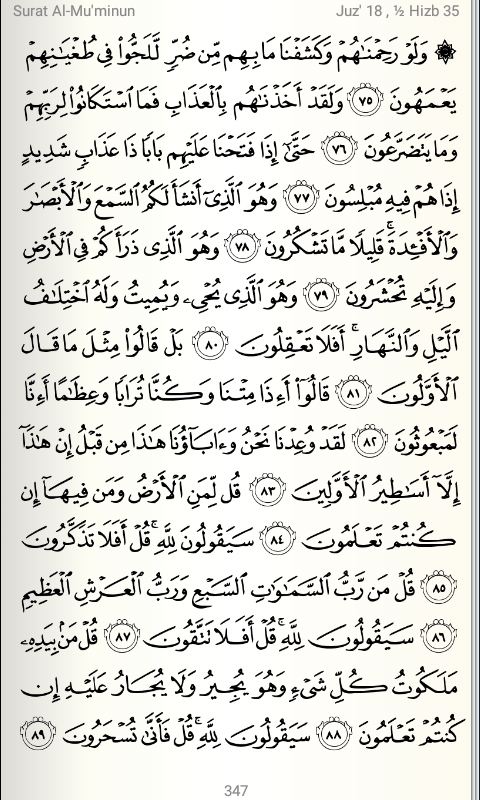 Surat Al-Mu'minun Juz' 18 , ½ Hizb 35
۞ وَلَوْ رَحِمْنَٰهُمْ وَكَشَفْنَا مَا بِهِم مِّن ضُرٍّ لَّلَجُّوا۟ فِى طُغْيَٰنِهِمْ
يَعْمَهُونَ ٧٥ وَلَقَدْ أَخَذْنَٰهُم بِٱلْعَذَابِ فَمَا ٱسْتَكَانُوا۟ لِرَبِّهِمْ
وَمَا يَتَضَرَّعُونَ ٧٦ حَتَّىٰٓ إِذَا فَتَحْنَا عَلَيْهِم بَابًا ذَا عَذَابٍ شَدِيدٍ
إِذَا هُمْ فِيهِ مُبْلِسُونَ ٧٧ وَهُوَ ٱلَّذِىٓ أَنشَأَ لَكُمُ ٱلسَّمْعَ وَٱلْأَبْصَٰرَ
وَٱلْأَفْـِٔدَةَ ۚ قَلِيلًا مَّا تَشْكُرُونَ ٧٨ وَهُوَ ٱلَّذِى ذَرَأَكُمْ فِى ٱلْأَرْضِ
وَإِلَيْهِ تُحْشَرُونَ ٧٩ وَهُوَ ٱلَّذِى يُحْىِۦ وَيُمِيتُ وَلَهُ ٱخْتِلَٰفُ
ٱلَّيْلِ وَٱلنَّهَارِ ۚ أَفَلَا تَعْقِلُونَ ٨٠ بَلْ قَالُوا۟ مِثْلَ مَا قَالَ
ٱلْأَوَّلُونَ ٨١ قَالُوٓا۟ أَءِذَا مِتْنَا وَكُنَّا تُرَابًا وَعِظَٰمًا أَءِنَّا
لَمَبْعُوثُونَ ٨٢ لَقَدْ وُعِدْنَا نَحْنُ وَءَابَآؤُنَا هَٰذَا مِن قَبْلُ إِنْ هَٰذَآ
إِلَّآ أَسَٰطِيرُ ٱلْأَوَّلِينَ ٨٣ قُل لِّمَنِ ٱلْأَرْضُ وَمَن فِيهَآ إِن
كُنتُمْ تَعْلَمُونَ ٨٤ سَيَقُولُونَ لِلَّهِ ۚ قُلْ أَفَلَا تَذَكَّرُونَ
٨٥ قُلْ مَن رَّبُّ ٱلسَّمَٰوَٰتِ ٱلسَّبْعِ وَرَبُّ ٱلْعَرْشِ ٱلْعَظِيمِ
٨٦ سَيَقُولُونَ لِلَّهِ ۚ قُلْ أَفَلَا تَتَّقُونَ ٨٧ قُلْ مَنۢ بِيَدِهِۦ
مَلَكُوتُ كُلِّ شَىْءٍ وَهُوَ يُجِيرُ وَلَا يُجَارُ عَلَيْهِ إِن
كُنتُمْ تَعْلَمُونَ ٨٨ سَيَقُولُونَ لِلَّهِ ۚ قُلْ فَأَنَّىٰ تُسْحَرُونَ ٨٩
347